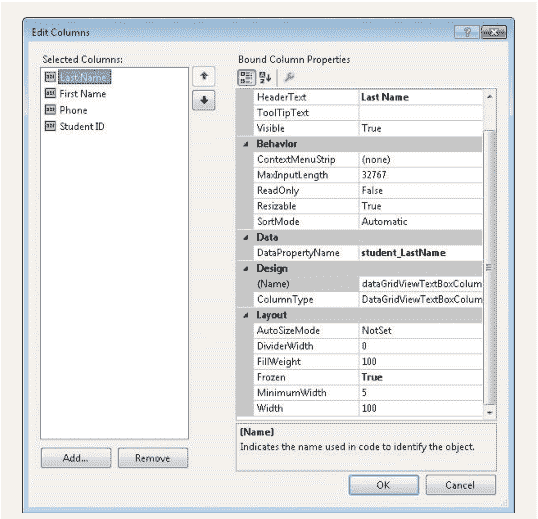 Edit Columns
Selected Columns:
Last Name
First Name
Phone
Student ID
Add...
Remove
Bound Column Properties
HeaderText Last Name
ToolTipText
Visible True
Behavior
ContextMenuStrip (none)
MaxInputLength 32767
ReadOnly False
Resizable True
SortMode Automatic
Data
DataPropertyName student_LastName
Design
(Name) dataGridViewTextBoxColum
ColumnType DataGridViewTextBoxColum
Layout
AutoSizeMode NotSet
DividerWidth 0
FillWeight 100
Frozen True
MinimumWidth 5
Width 100
(Name)
Indicates the name used in code to identify the object.
OK
Cancel